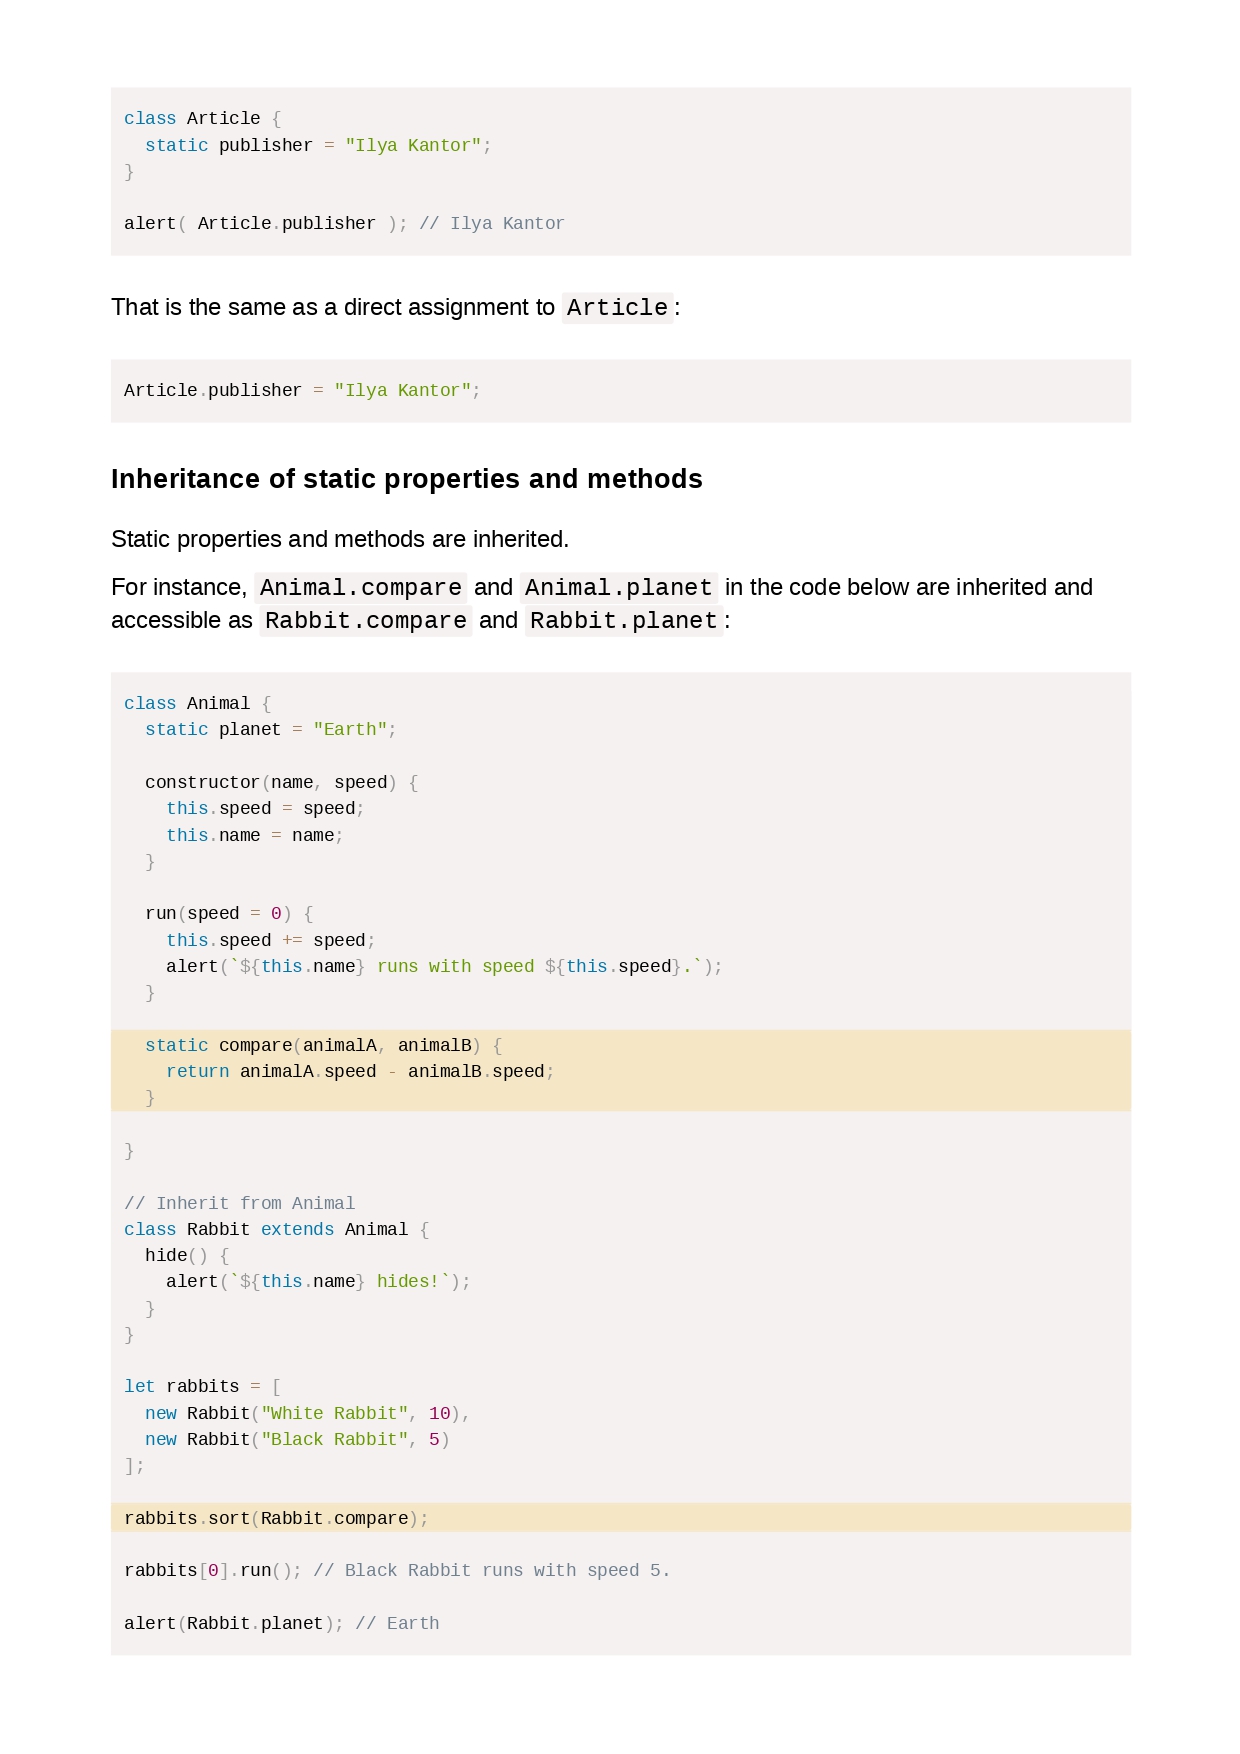 class Article {
  static publisher = "Ilya Kantor";
}

alert( Article.publisher ); // Ilya Kantor

That is the same as a direct assignment to Article:

Article.publisher = "Ilya Kantor";

Inheritance of static properties and methods

Static properties and methods are inherited.

For instance, Animal.compare and Animal.planet in the code below are inherited and
accessible as Rabbit.compare and Rabbit.planet:

class Animal {
  static planet = "Earth";

  constructor(name, speed) {
    this.speed = speed;
    this.name = name;
  }

  run(speed = 0) {
    this.speed += speed;
    alert(`${this.name} runs with speed ${this.speed}.`);
  }

  static compare(animalA, animalB) {
    return animalA.speed - animalB.speed;
  }

}

// Inherit from Animal
class Rabbit extends Animal {
  hide() {
    alert(`${this.name} hides!`);
  }
}

let rabbits = [
  new Rabbit("White Rabbit", 10),
  new Rabbit("Black Rabbit", 5)
];

rabbits.sort(Rabbit.compare);

rabbits[0].run(); // Black Rabbit runs with speed 5.

alert(Rabbit.planet); // Earth